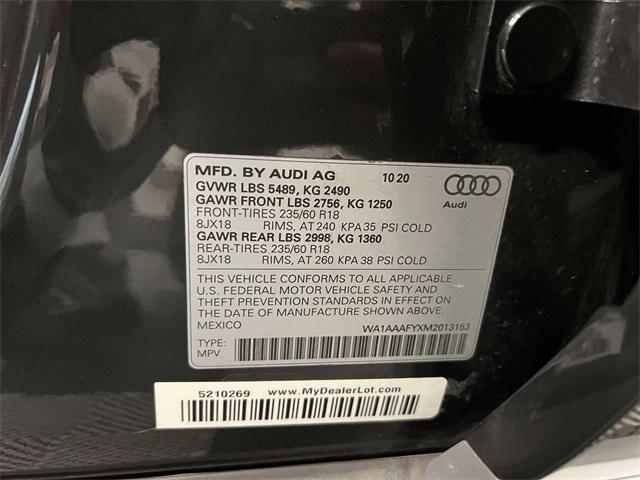 MFD. BY AUDI AG 10 20
GVWR LBS 5489, KG 2490
GAWR FRONT LBS 2756, KG 1250
FRONT-TIRES 235/60 R18
8JX18 RIMS, AT 240 KPA 35 PSI COLD
GAWR REAR LBS 2998, KG 1360
REAR-TIRES 235/60 R18
8JX18 RIMS, AT 260 KPA 38 PSI COLD
Audi
THIS VEHICLE CONFORMS TO ALL APPLICABLE
U.S. FEDERAL MOTOR VEHICLE SAFETY AND
THEFT PREVENTION STANDARDS IN EFFECT ON
THE DATE OF MANUFACTURE SHOWN ABOVE.
MEXICO WA1AAAFYXM2013153
TYPE:
MPV
5210269 www.MyDealerLot.com